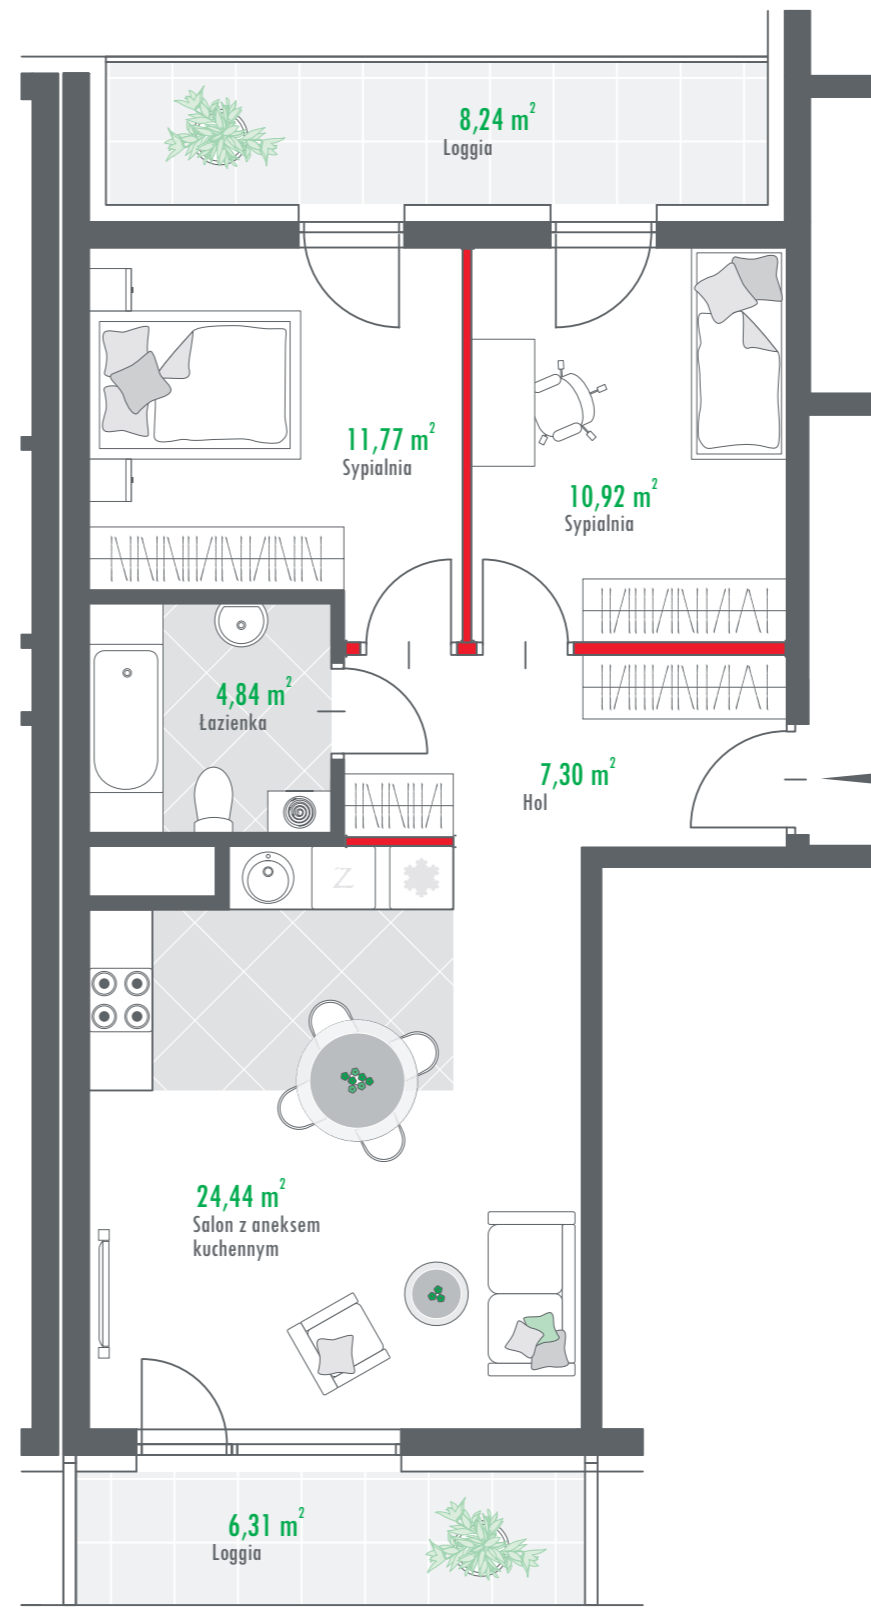 8,24 m²
Loggia
11,77 m²
Sypialnia
10,92 m²
Sypialnia
4,84 m²
Łazienka
7,30 m²
Hol
Z
24,44 m²
Salon z aneksem
kuchennym
6,31 m²
Loggia